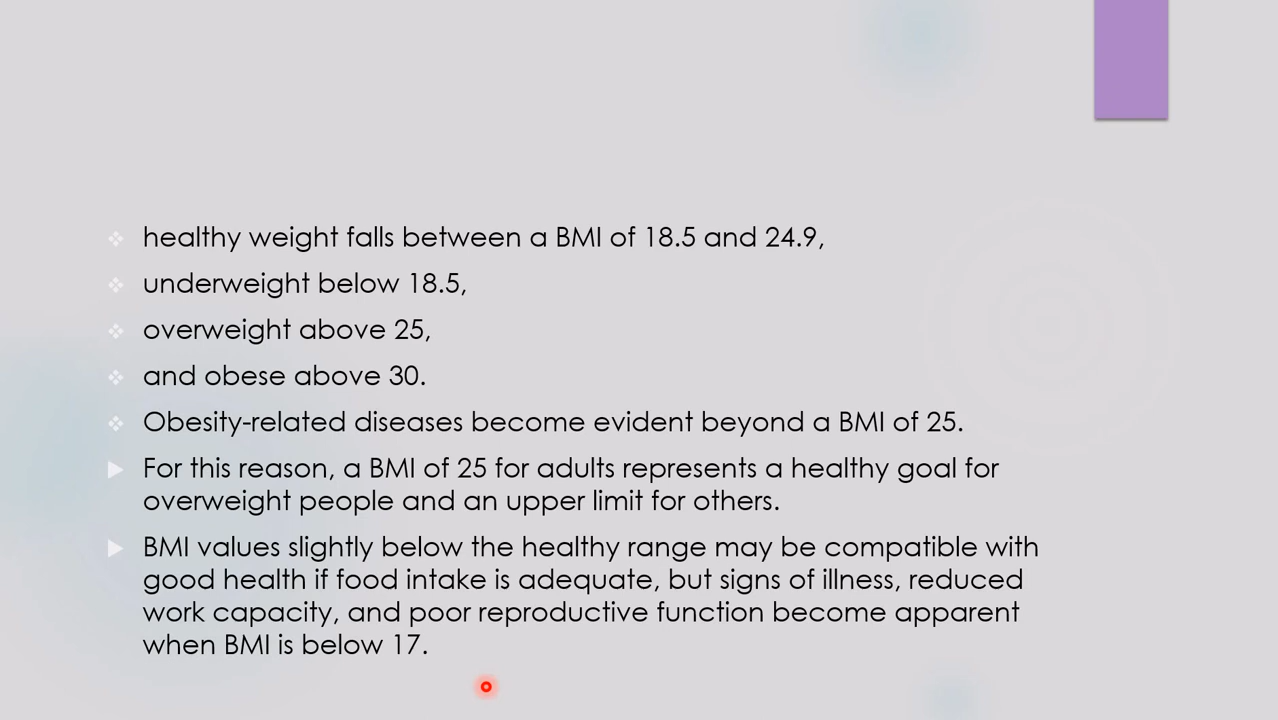 healthy weight falls between a BMI of 18.5 and 24.9,
underweight below 18.5,
overweight above 25,
and obese above 30.
Obesity-related diseases become evident beyond a BMI of 25.
For this reason, a BMI of 25 for adults represents a healthy goal for
overweight people and an upper limit for others.
BMI values slightly below the healthy range may be compatible with
good health if food intake is adequate, but signs of illness, reduced
work capacity, and poor reproductive function become apparent
when BMI is below 17.